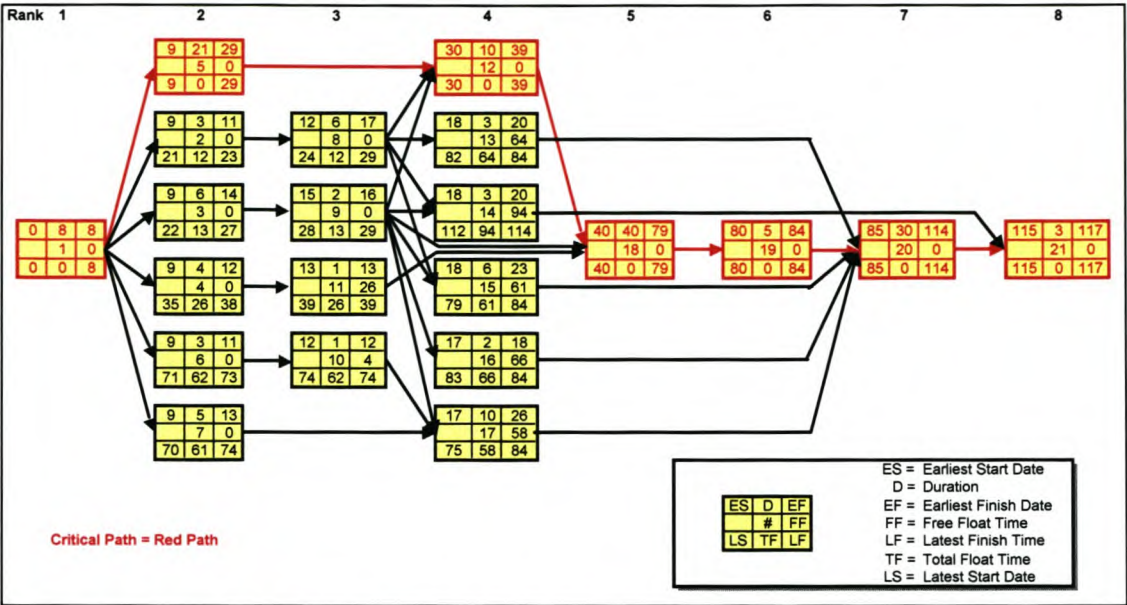 Rank 1 2 3 4 5 6 7 8
9 21 29
5 0
9 0 29
30 10 39
12 0
30 0 39
9 3 11
2 0
21 12 23
12 6 17
8 0
24 12 29
18 3 20
13 64
82 64 84
9 6 14
3 0
22 13 27
15 2 16
9 0
28 13 29
18 3 20
14 94
112 94 114
0 8 8
1 0
0 0 8
40 40 79
18 0
40 0 79
80 5 84
19 0
80 0 84
85 30 114
20 0
85 0 114
115 3 117
21 0
115 0 117
9 4 12
4 0
35 26 38
13 1 13
11 26
39 26 39
18 6 23
15 61
79 61 84
9 3 11
6 0
71 62 73
12 1 12
10 4
74 62 74
17 2 18
16 66
83 66 84
9 5 13
7 0
70 61 74
17 10 26
17 58
75 58 84
Critical Path = Red Path
ES D EF
# FF
LS TF LF
ES = Earliest Start Date
D = Duration
EF = Earliest Finish Date
FF = Free Float Time
LF = Latest Finish Time
TF = Total Float Time
LS = Latest Start Date